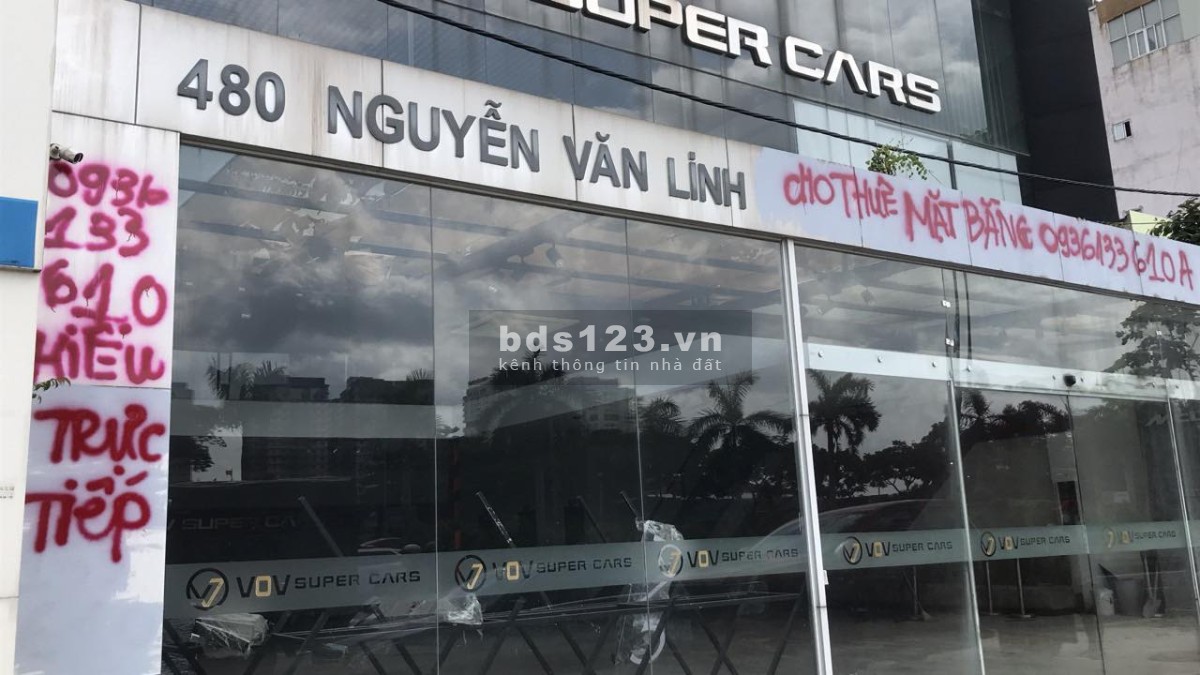 SUPER CARS
480 NGUYỄN VĂN LINH
CHO THUÊ MẶT BẰNG 0936133610 A
0936
133
610
HIẾU
TRỰC
TIẾP
bds123.vn
kênh thông tin nhà đất
V SUPER CA
VOV SUPER CARS
VOV SUPER CARS
VOV SUPER CARS
VOV SUPER CARS
VOV SUPER CARS
VOV SUPER CARS